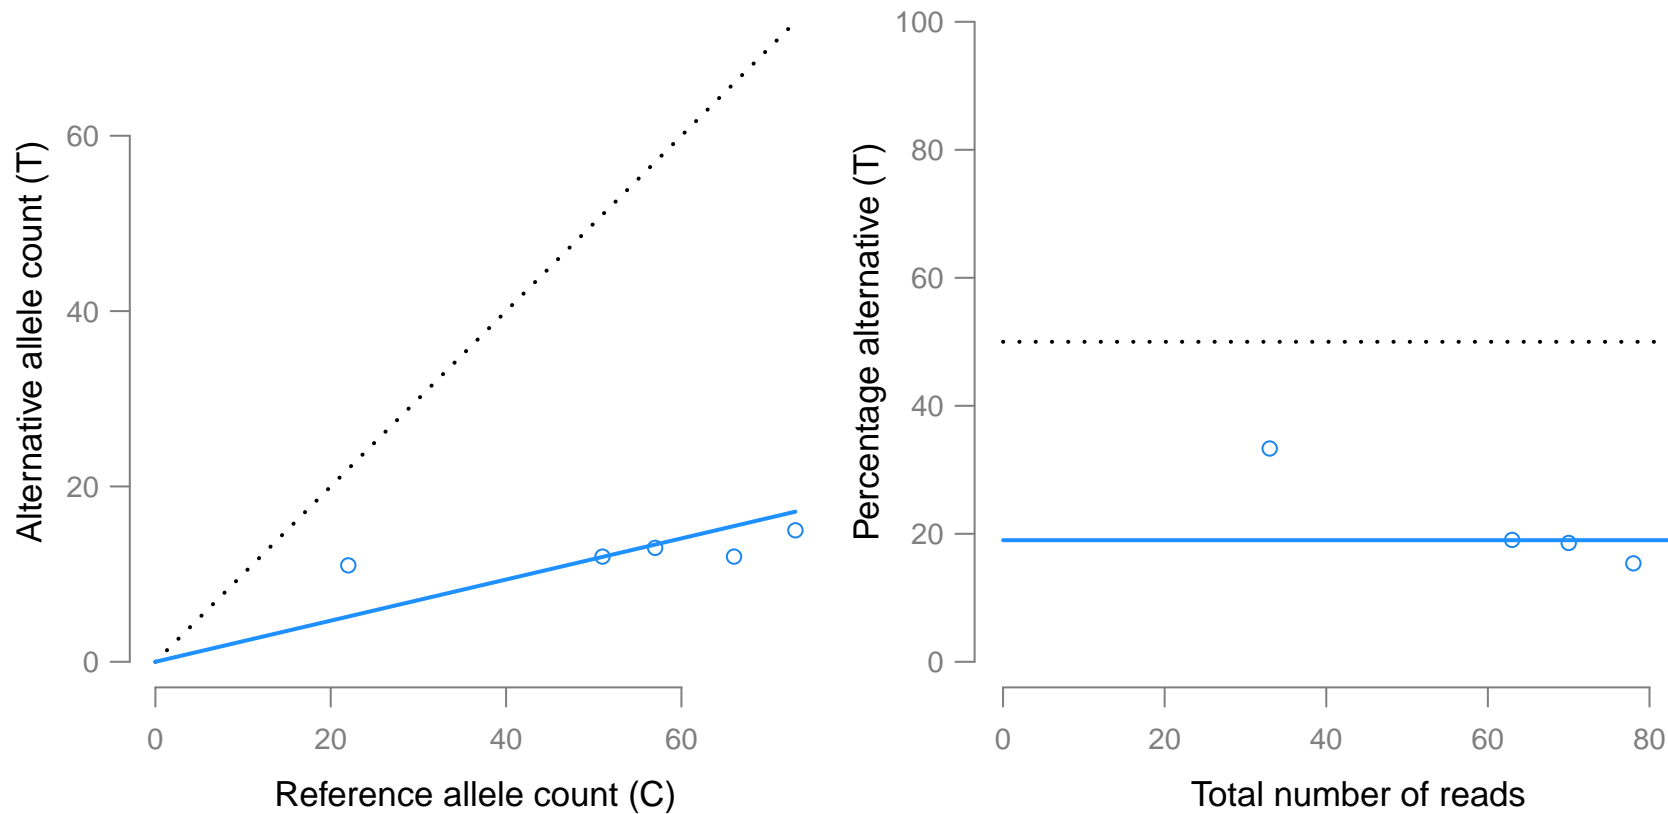 Alternative allele count (T)
60
40
20
0
0 20 40 60
Reference allele count (C)
Percentage alternative (T)
100
80
60
40
20
0
0 20 40 60 80
Total number of reads